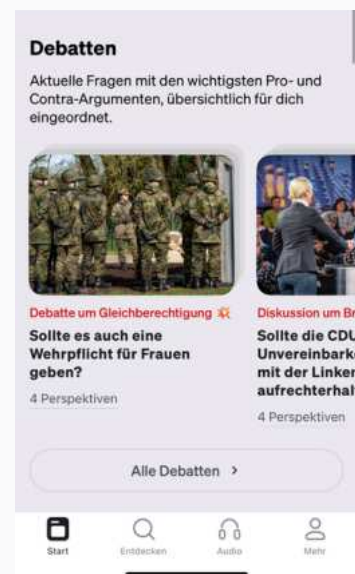 Debatten
Aktuelle Fragen mit den wichtigsten Pro- und
Contra-Argumenten, übersichtlich für dich
eingeordnet.
Debatte um Gleichberechtigung
Sollte es auch eine
Wehrpflicht für Frauen
geben?
4 Perspektiven
Diskussion um Br
Sollte die CDU
Unvereinbark
mit der Linken
aufrechterhal
4 Perspektiven
Alle Debatten >
Start
Entdecken
Audio
Mehr